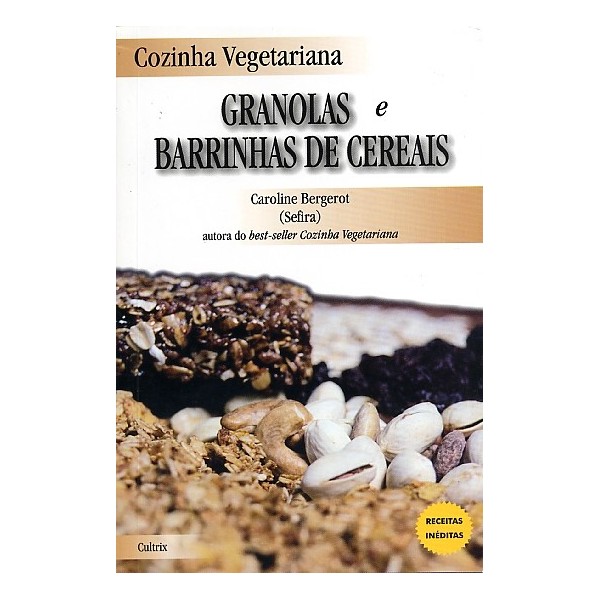 Cozinha Vegetariana
GRANOLAS e
BARRINHAS DE CEREAIS
Caroline Bergerot
(Sefira)
autora do best-seller Cozinha Vegetariana
RECEITAS
INÉDITAS
Cultrix